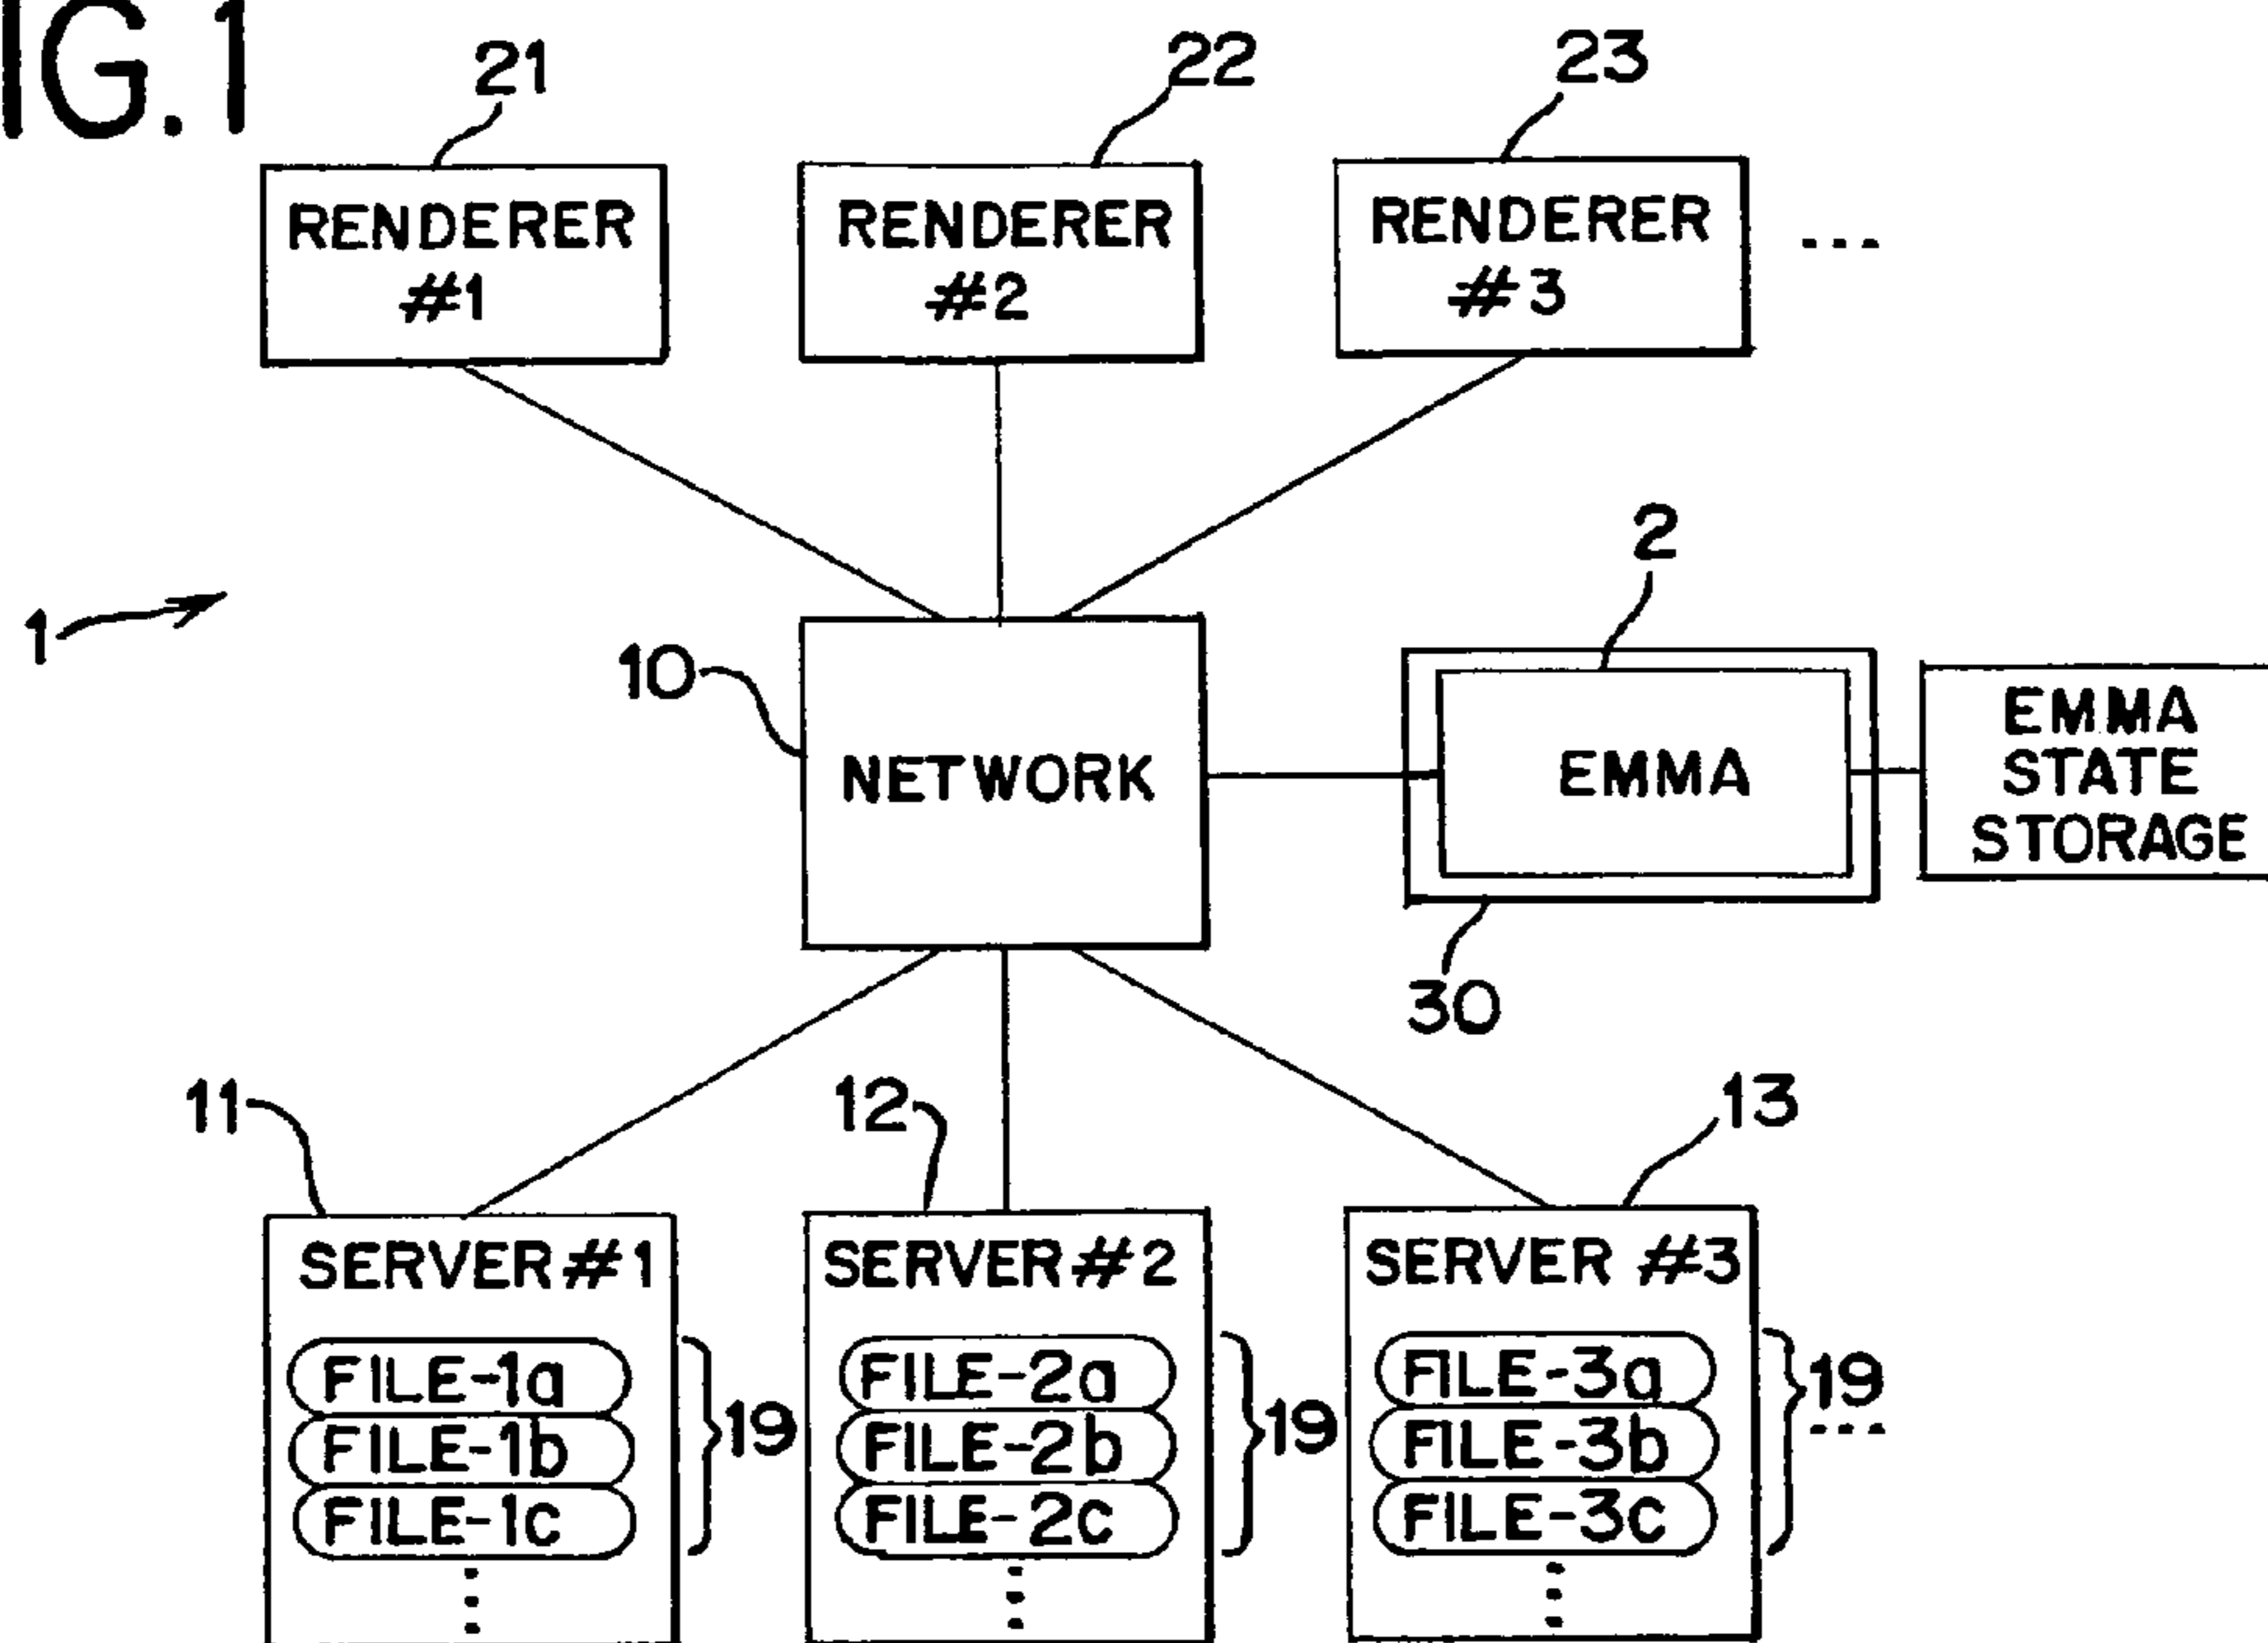 IG.1
21
22
23
RENDERER
#1
RENDERER
#2
RENDERER
#3
...
2
1
10
NETWORK
EMMA
EMMA
STATE
STORAGE
30
11
12
13
SERVER #1
SERVER #2
SERVER #3
FILE-1a
FILE-1b
FILE-1c
19
FILE-2a
FILE-2b
FILE-2c
19
FILE-3a
FILE-3b
FILE-3c
19
...